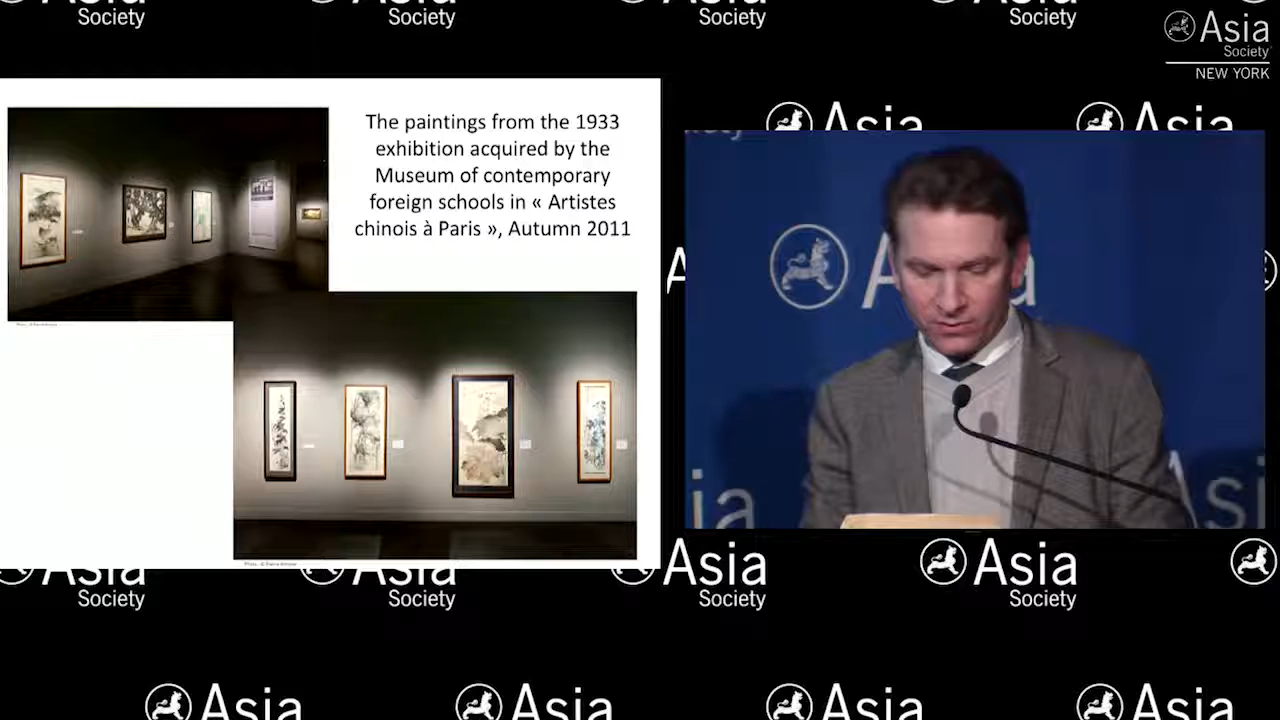 Society
Society
Society
Society
Asia
Society
NEW YORK
The paintings from the 1933
exhibition acquired by the
Museum of contemporary
foreign schools in « Artistes
chinois à Paris », Autumn 2011
Asia
Asia
Asia
Society
Asia
Society
Asia
Society
Asia
Society
Asia
Asia
Asia
Asia